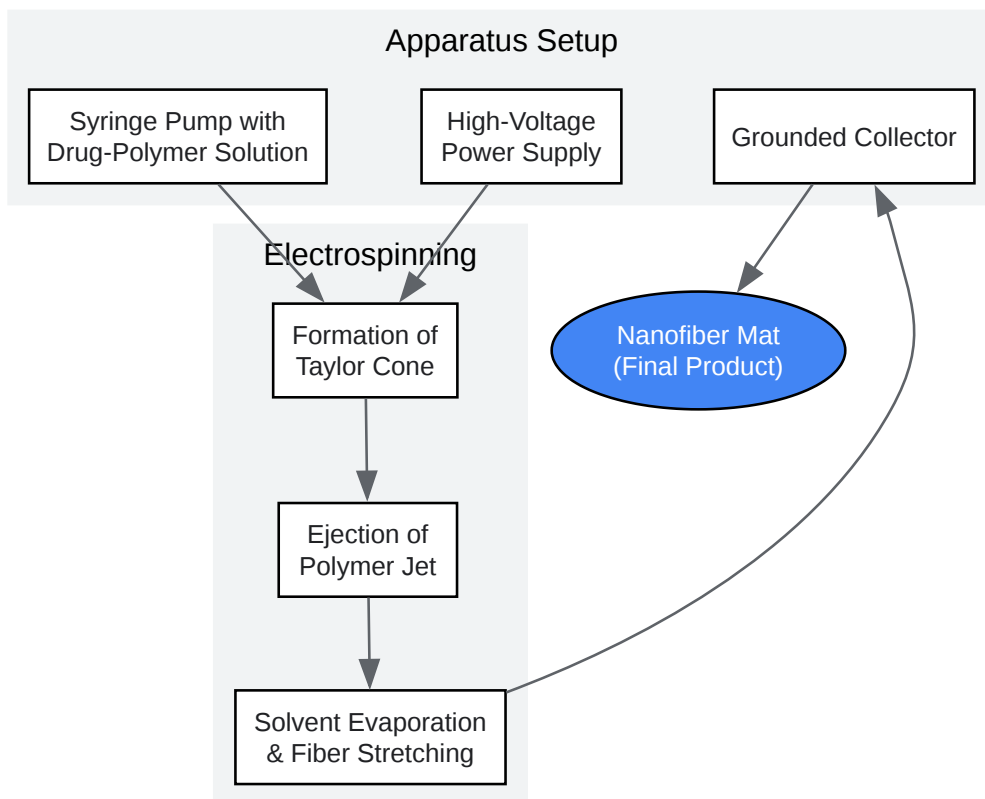 Apparatus Setup
Syringe Pump with
Drug-Polymer Solution
High-Voltage
Power Supply
Grounded Collector
Electrospinning
Formation of
Taylor Cone
Nanofiber Mat
(Final Product)
Ejection of
Polymer Jet
Solvent Evaporation
& Fiber Stretching